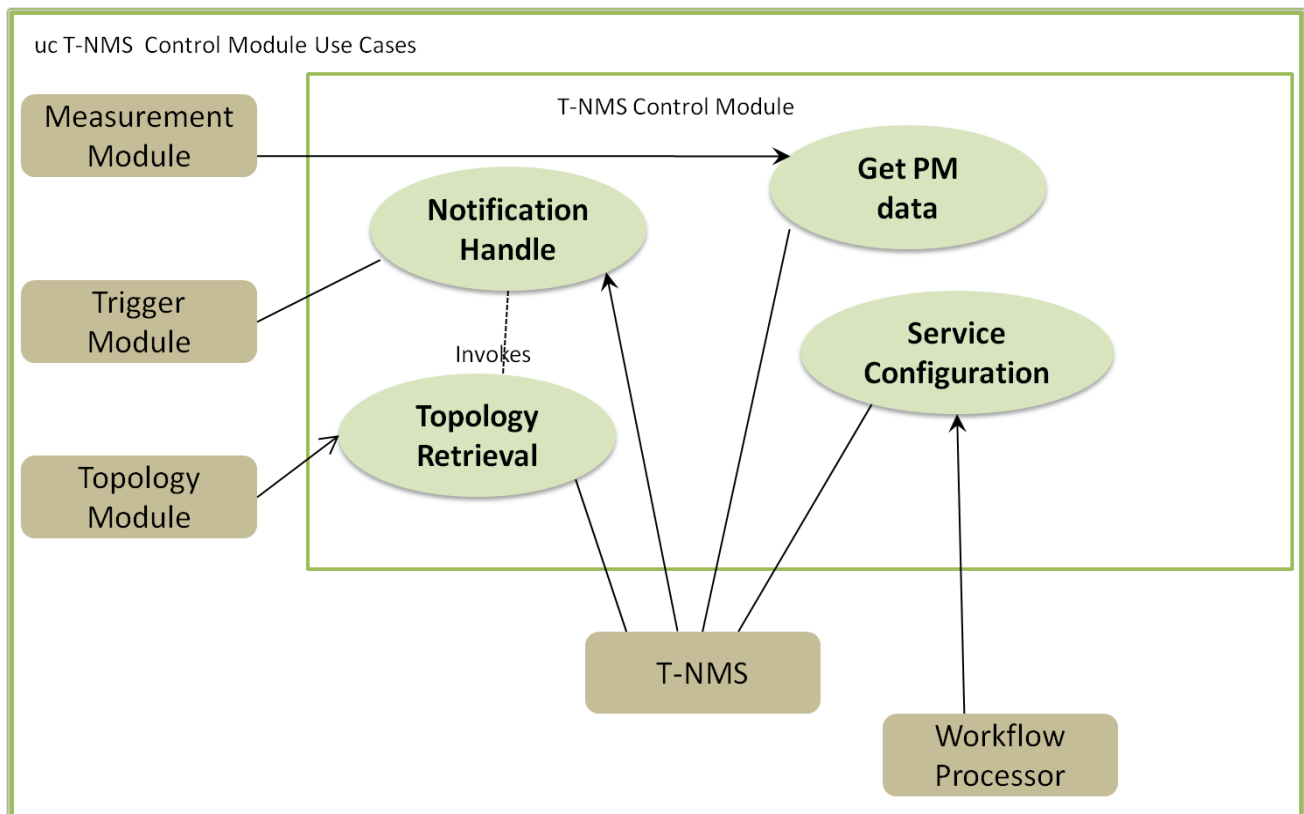 uc T-NMS  Control Module Use Cases
Measurement
Module
T-NMS Control Module
Get PM
data
Notification
Handle
Trigger
Module
Service
Configuration
Invokes
Topology
Retrieval
Topology
Module
T-NMS
Workflow
Processor